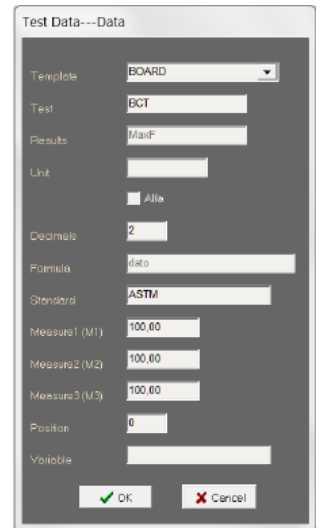 Test Data---Data
Template BOARD
Test BCT
Results MaxF
Unit
Alfa
Decimals 2
Formula dato
Standard ASTM
Measure1 (M1) 100,00
Measure2 (M2) 100,00
Measure3 (M3) 100,00
Position 0
Variable
OK Cancel